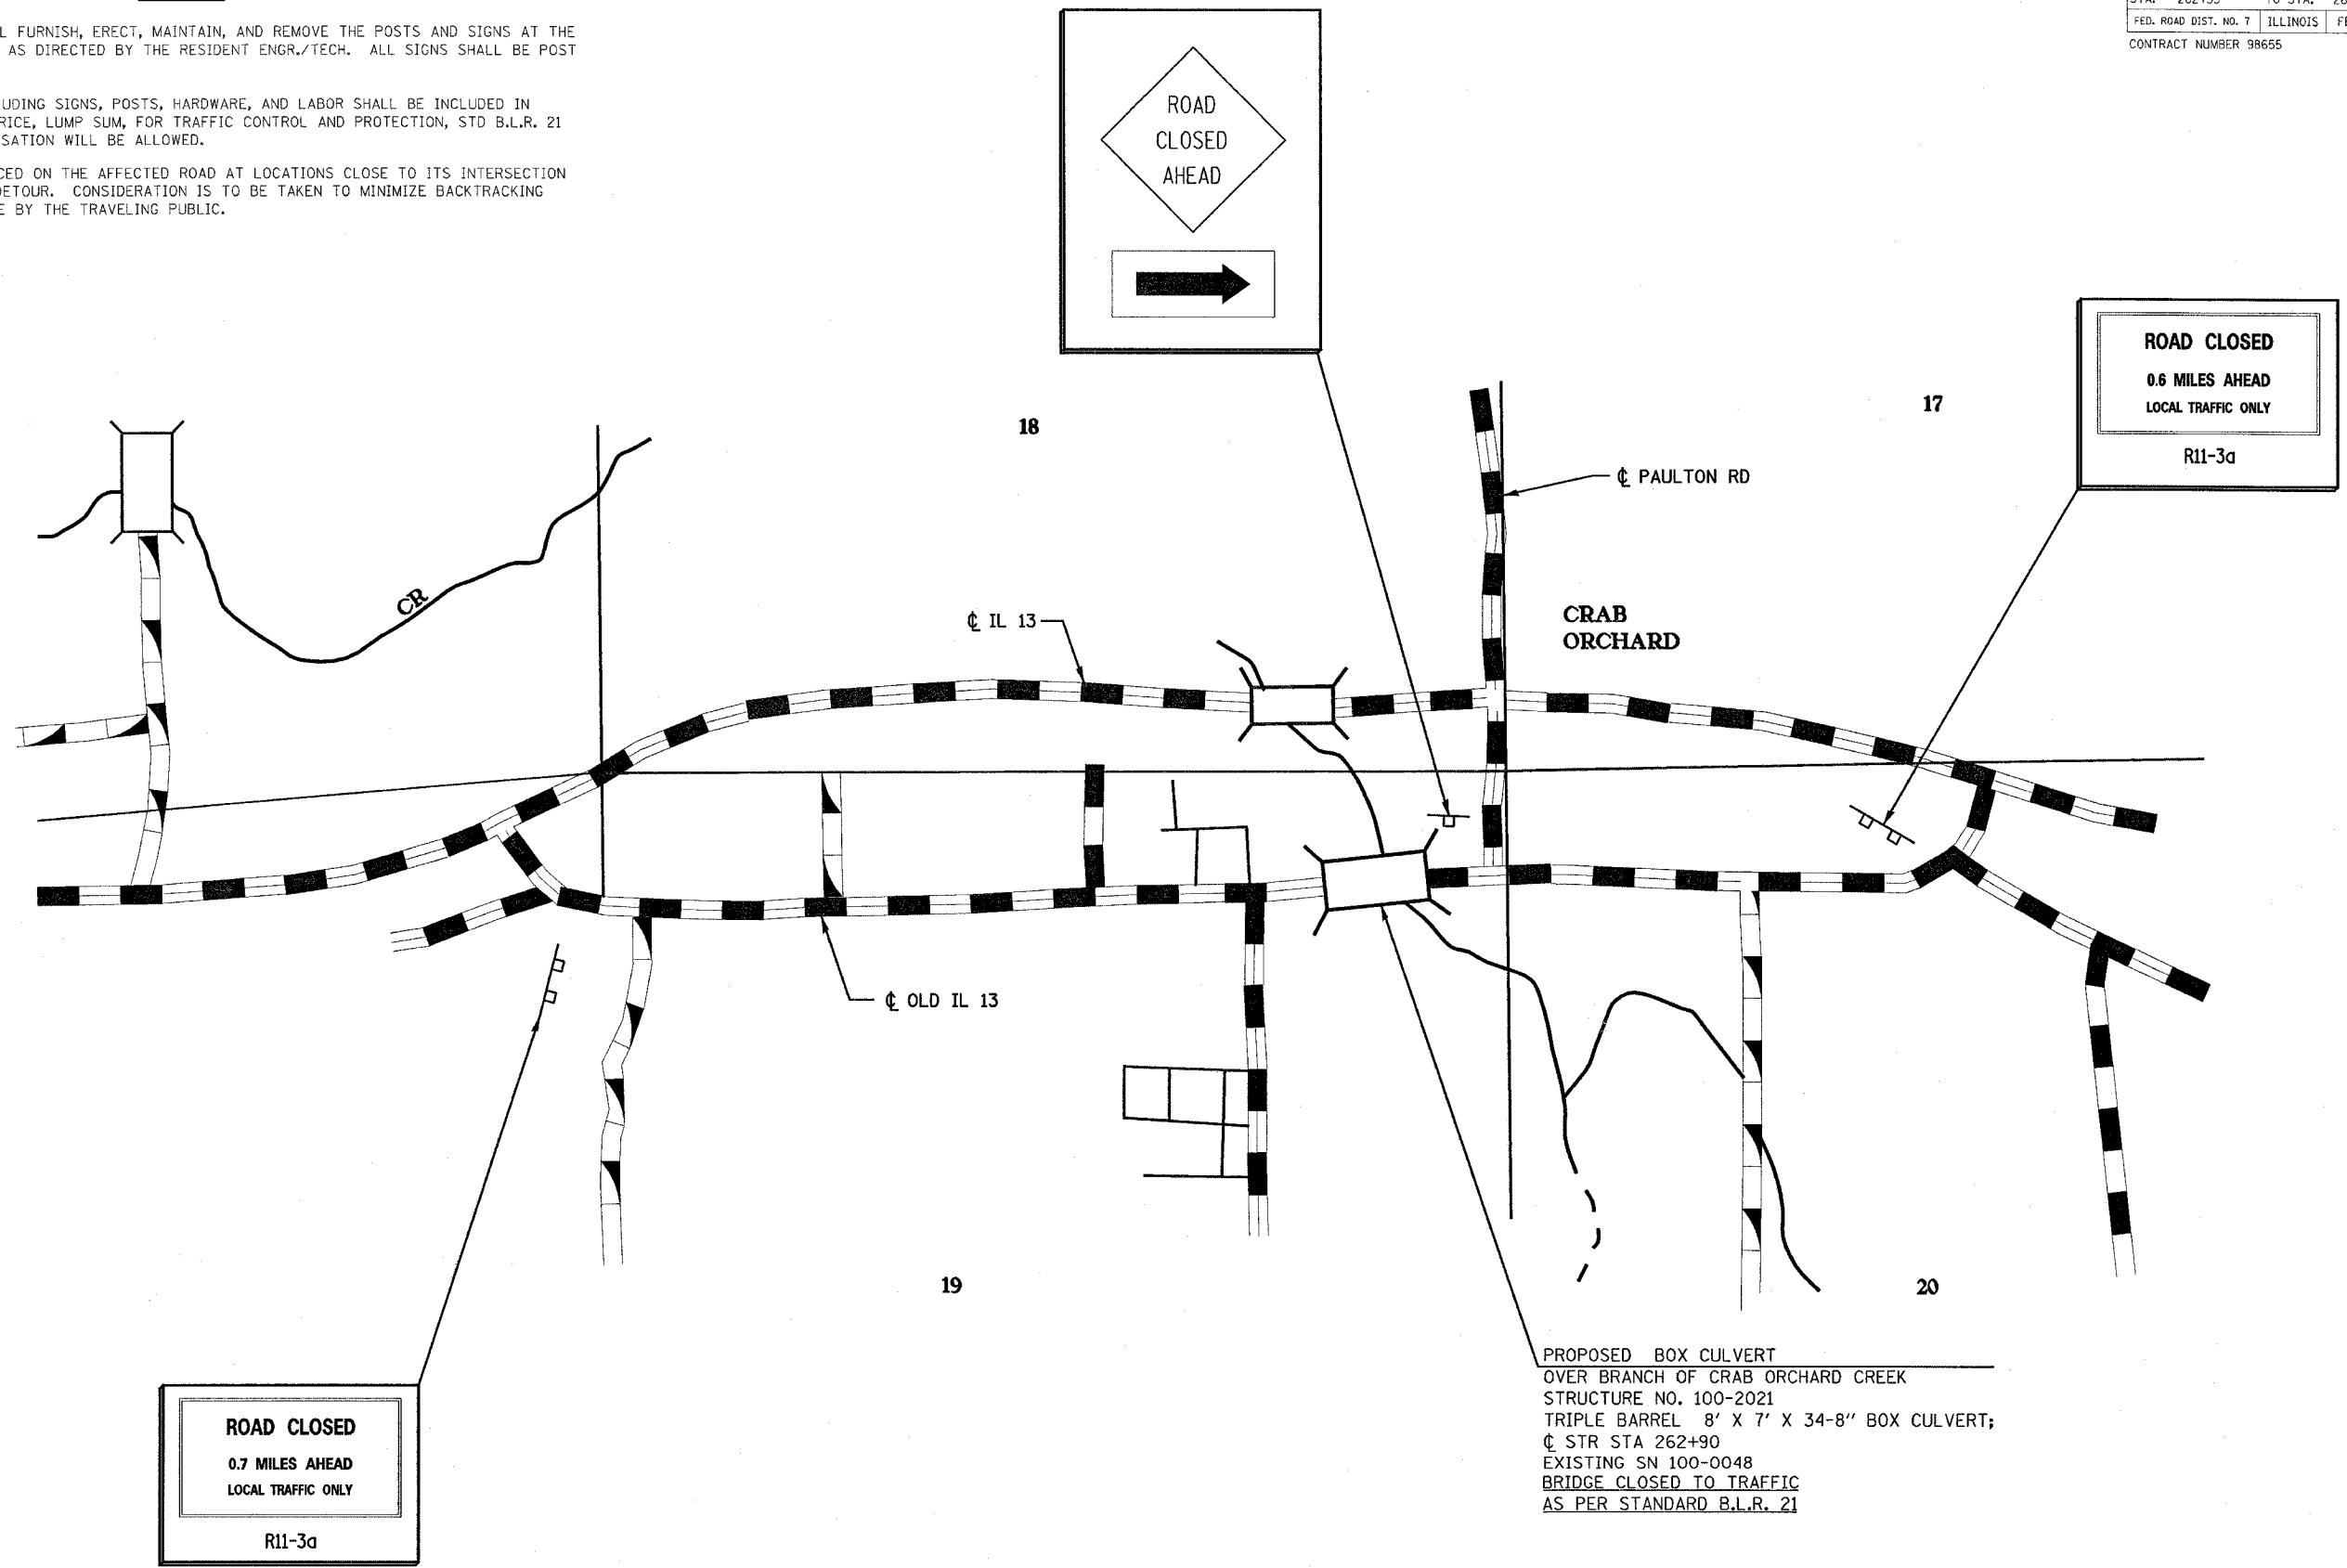 L FURNISH, ERECT, MAINTAIN, AND REMOVE THE POSTS AND SIGNS AT THE
AS DIRECTED BY THE RESIDENT ENGR./TECH. ALL SIGNS SHALL BE POST
UDING SIGNS, POSTS, HARDWARE, AND LABOR SHALL BE INCLUDED IN
RICE, LUMP SUM, FOR TRAFFIC CONTROL AND PROTECTION, STD B.L.R. 21
SATION WILL BE ALLOWED.
CED ON THE AFFECTED ROAD AT LOCATIONS CLOSE TO ITS INTERSECTION
DETOUR. CONSIDERATION IS TO BE TAKEN TO MINIMIZE BACKTRACKING
E BY THE TRAVELING PUBLIC.
FED. ROAD DIST. NO. 7 ILLINOIS FE
CONTRACT NUMBER 98655
ROAD
CLOSED
AHEAD
ROAD CLOSED
0.6 MILES AHEAD
LOCAL TRAFFIC ONLY
R11-3a
18
17
℄ PAULTON RD
CR
℄ IL 13
CRAB
ORCHARD
℄ OLD IL 13
19
20
PROPOSED BOX CULVERT
OVER BRANCH OF CRAB ORCHARD CREEK
STRUCTURE NO. 100-2021
TRIPLE BARREL 8' X 7' X 34-8" BOX CULVERT;
℄ STR STA 262+90
EXISTING SN 100-0048
BRIDGE CLOSED TO TRAFFIC
AS PER STANDARD B.L.R. 21
ROAD CLOSED
0.7 MILES AHEAD
LOCAL TRAFFIC ONLY
R11-3a